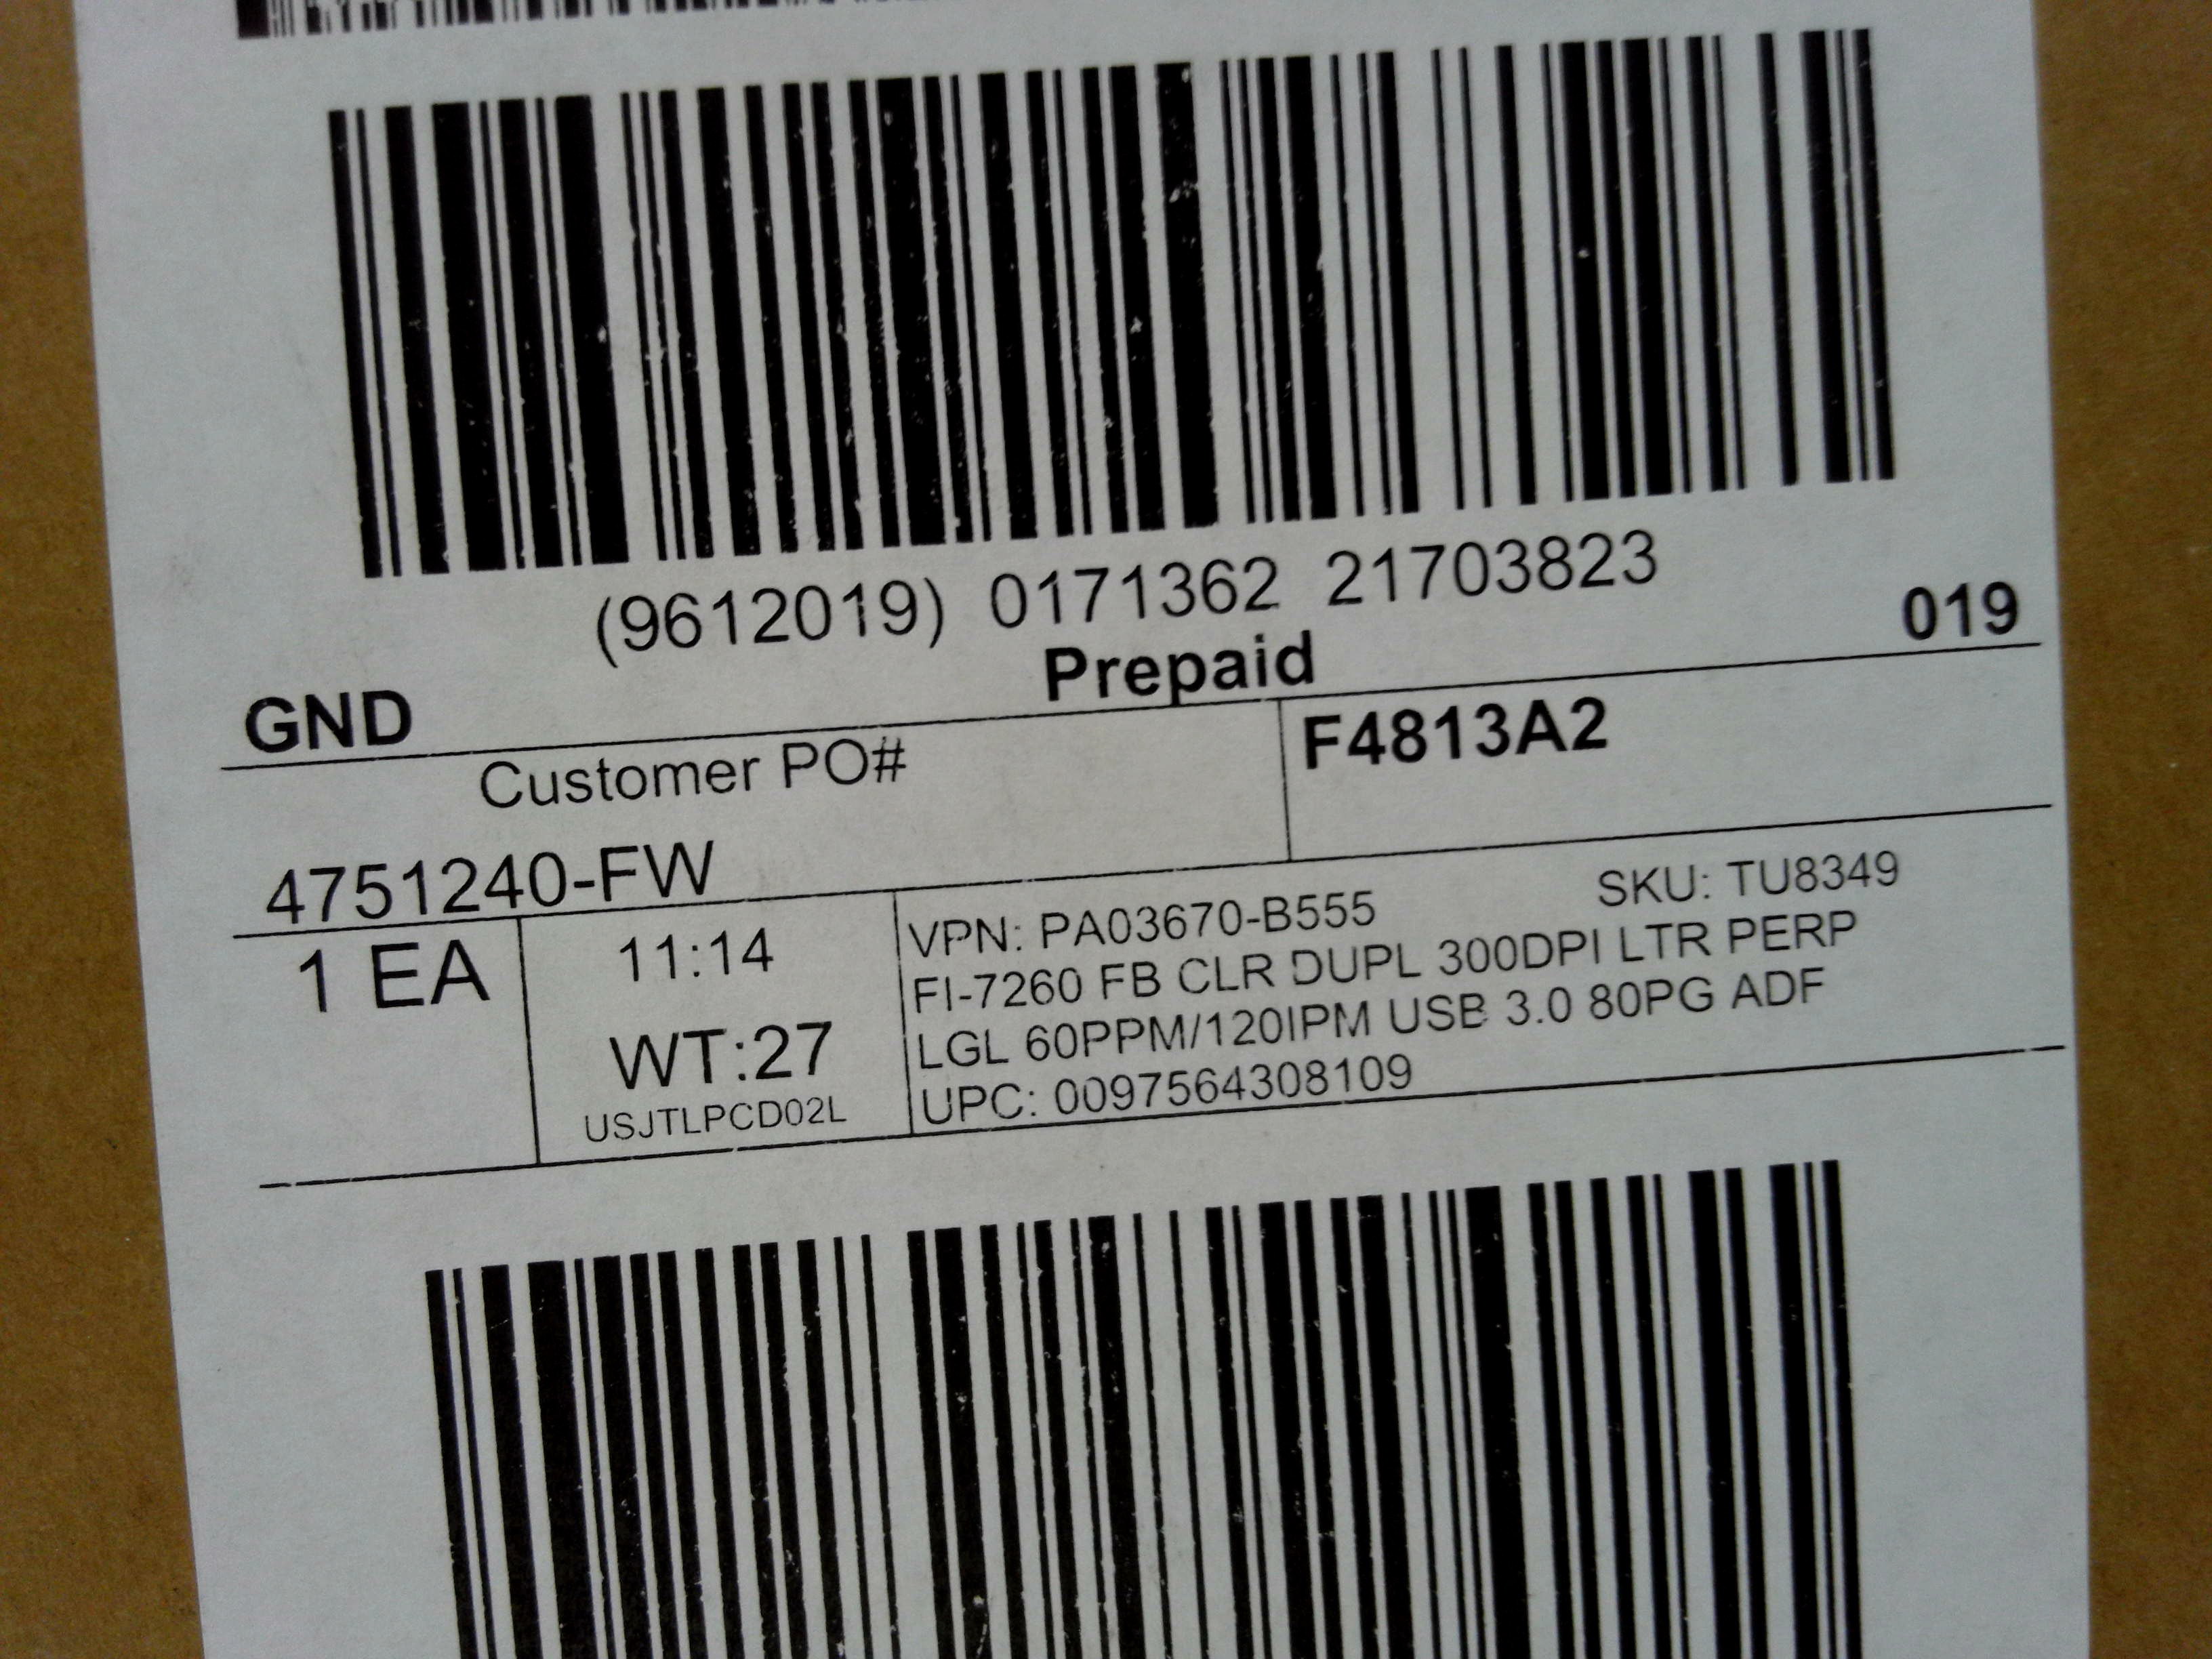 (9612019) 0171362 21703823
GND Prepaid 019
Customer PO# F4813A2
4751240-FW
1 EA 11:14 VPN: PA03670-B555 SKU: TU8349
FI-7260 FB CLR DUPL 300DPI LTR PERP
WT:27 LGL 60PPM/120IPM USB 3.0 80PG ADF
USJTLPCD02L UPC: 0097564308109